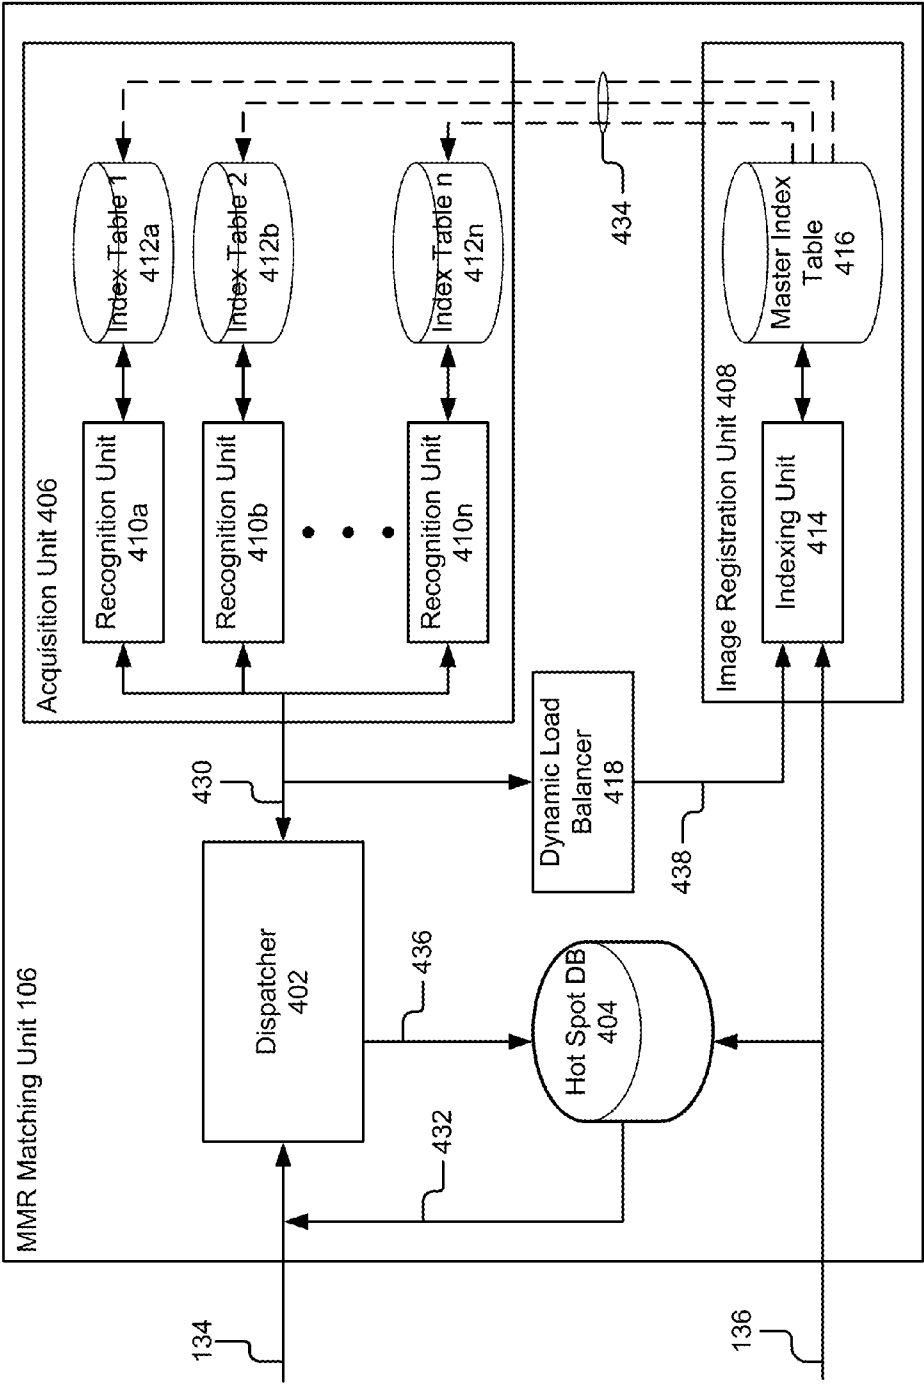 MMR Matching Unit 106
134
432
Dispatcher
402
436
Hot Spot DB
404
136
430
Dynamic Load
Balancer
418
438
Acquisition Unit 406
Recognition Unit
410a
Index Table 1
412a
Recognition Unit
410b
Index Table 2
412b
Recognition Unit
410n
Index Table n
412n
434
Image Registration Unit 408
Indexing Unit
414
Master Index
Table
416